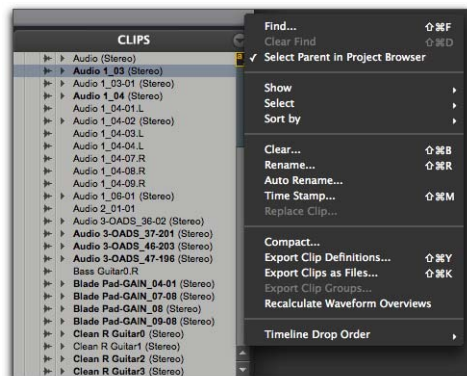 CLIPS
Audio (Stereo)
Audio 1_03 (Stereo)
Audio 1_03-01 (Stereo)
Audio 1_04 (Stereo)
Audio 1_04-01.L
Audio 1_04-02 (Stereo)
Audio 1_04-03.L
Audio 1_04-04.L
Audio 1_04-07.R
Audio 1_04-08.R
Audio 1_04-09.R
Audio 1_06-01 (Stereo)
Audio 2_01-01
Audio 3-OADS_36-02 (Stereo)
Audio 3-OADS_37-201 (Stereo)
Audio 3-OADS_46-203 (Stereo)
Audio 3-OADS_47-196 (Stereo)
Bass Guitar0.R
Blade Pad-GAIN_04-01 (Stereo)
Blade Pad-GAIN_07-08 (Stereo)
Blade Pad-GAIN_08 (Stereo)
Blade Pad-GAIN_09-08 (Stereo)
Clean R Guitar0 (Stereo)
Clean R Guitar1 (Stereo)
Clean R Guitar2 (Stereo)
Clean R Guitar3 (Stereo)
a
Find... ⇧⌘F
Clear Find ⇧⌘D
✓ Select Parent in Project Browser
Show
Select
Sort by
Clear... ⇧⌘B
Rename... ⇧⌘R
Auto Rename...
Time Stamp... ⇧⌘M
Replace Clip...
Compact...
Export Clip Definitions... ⇧⌘Y
Export Clips as Files... ⇧⌘K
Export Clip Groups...
Recalculate Waveform Overviews
Timeline Drop Order